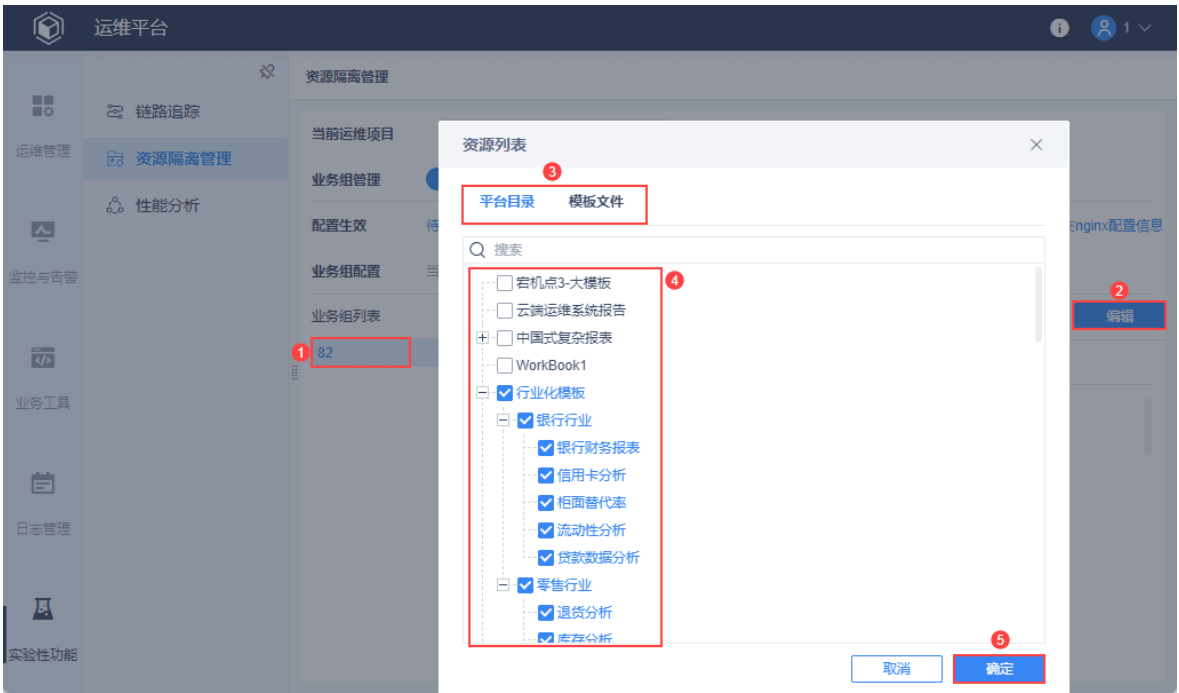 运维平台
1
资源隔离管理
链路追踪
运维管理
当前运维项目
资源列表
资源隔离管理
3
业务组管理
性能分析
平台目录 模板文件
配置生效 待
nginx配置信息
搜索
监控与告警
业务组配置 当
宕机点3-大模板
4
2
业务组列表
云端运维系统报告
编辑
中国式复杂报表
1
82
WorkBook1
业务工具
行业化模板
银行行业
银行财务报表
信用卡分析
柜面替代率
日志管理
流动性分析
贷款数据分析
零售行业
退货分析
库存分析
5
实验性功能
取消
确定